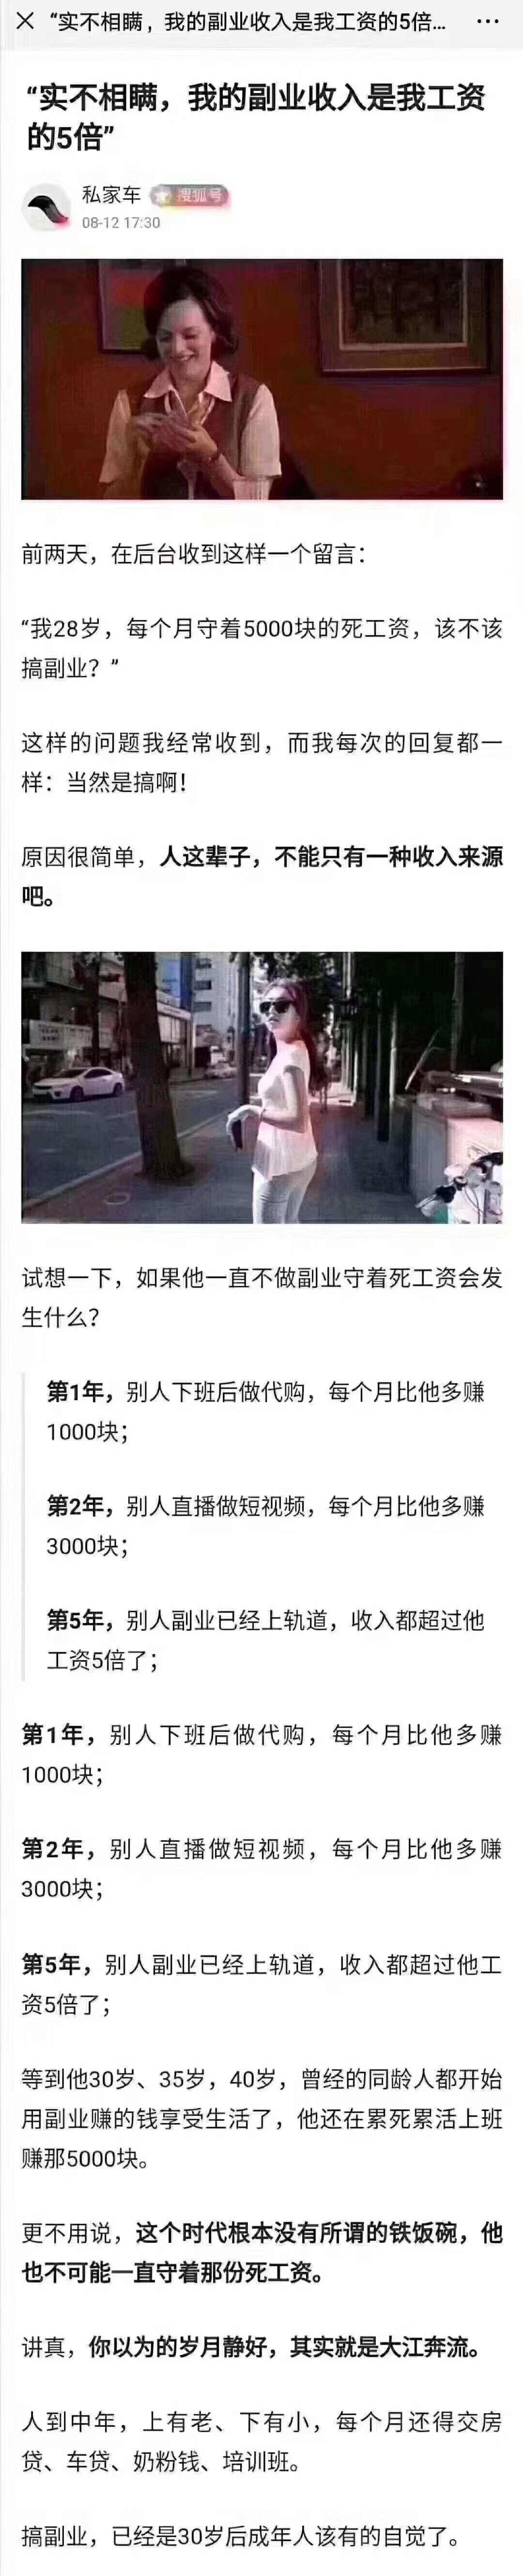 “实不相瞒，我的副业收入是我工资的5倍...
“实不相瞒，我的副业收入是我工资
的5倍”
私家车 搜狐号
08-12 17:30
前两天，在后台收到这样一个留言：
“我28岁，每个月守着5000块的死工资，该不该
搞副业？”
这样的问题我经常收到，而我每次的回复都一
样：当然是搞啊！
原因很简单，人这辈子，不能只有一种收入来源
吧。
试想一下，如果他一直不做副业守着死工资会发
生什么？
第1年，别人下班后做代购，每个月比他多赚
1000块；
第2年，别人直播做短视频，每个月比他多赚
3000块；
第5年，别人副业已经上轨道，收入都超过他
工资5倍了；
第1年，别人下班后做代购，每个月比他多赚
1000块；
第2年，别人直播做短视频，每个月比他多赚
3000块；
第5年，别人副业已经上轨道，收入都超过他工
资5倍了；
等到他30岁、35岁，40岁，曾经的同龄人都开始
用副业赚的钱享受生活了，他还在累死累活上班
赚那5000块。
更不用说，这个时代根本没有所谓的铁饭碗，他
也不可能一直守着那份死工资。
讲真，你以为的岁月静好，其实就是大江奔流。
人到中年，上有老、下有小，每个月还得交房
贷、车贷、奶粉钱、培训班。
搞副业，已经是30岁后成年人该有的自觉了。